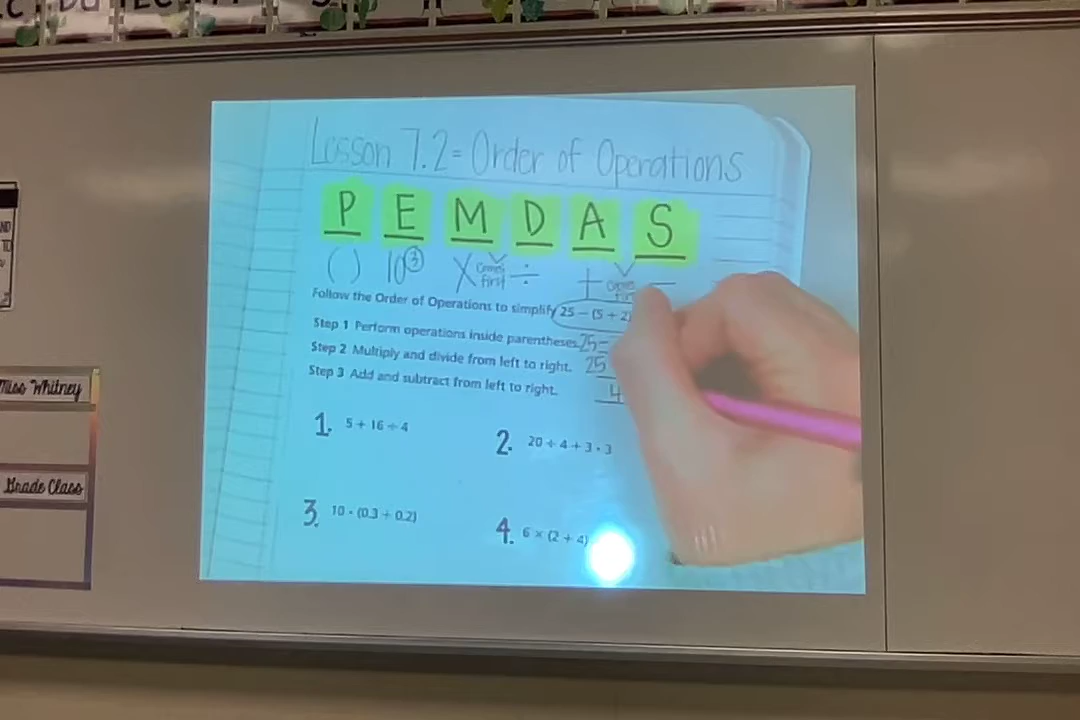 Lesson 7.2= Order of Operations
P E M D A S
( ) 10³ X comes first ÷ + first −
Follow the Order of Operations to simplify 25 − (5 + 2)
Step 1 Perform operations inside parentheses. 25−
Step 2 Multiply and divide from left to right. 25
Step 3 Add and subtract from left to right. 4
1. 5 + 16 ÷ 4
2. 20 ÷ 4 + 3 • 3
3. 10 • (0.3 + 0.2)
4. 6 × (2 + 4)
Miss Whitney
Grade Class